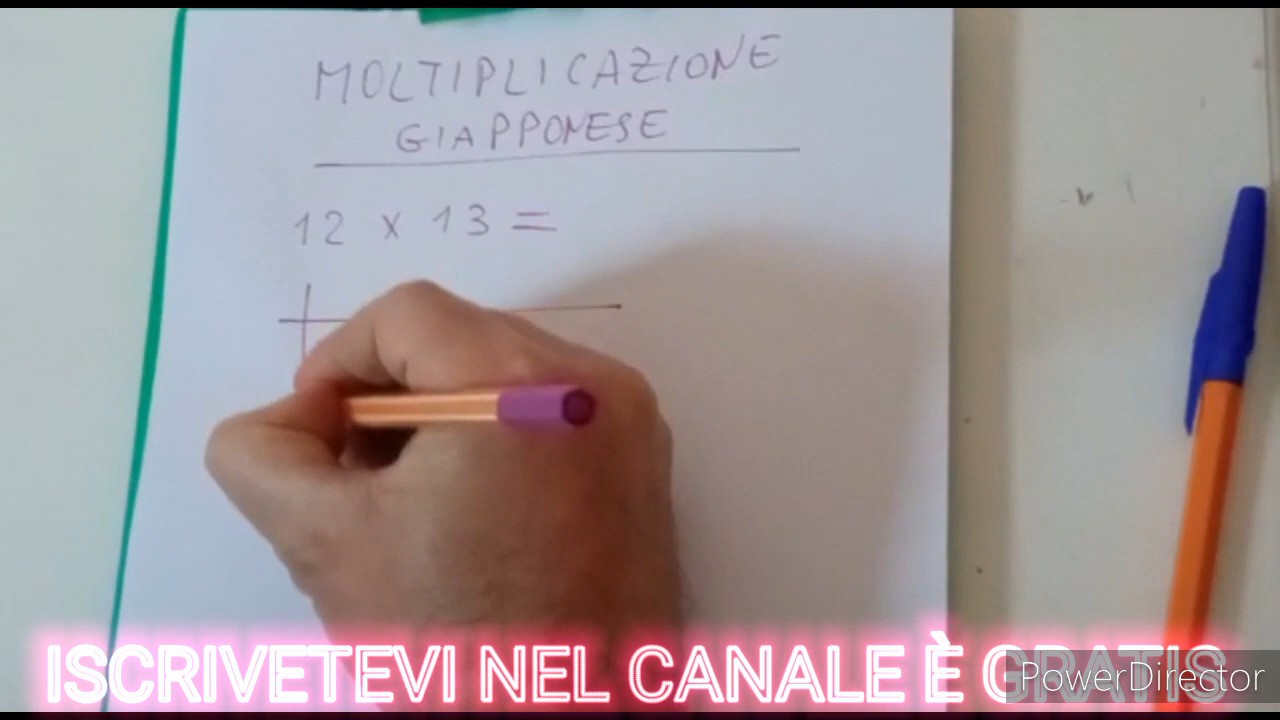 MOLTIPLICAZIONE
GIAPPONESE
12 x 13 =
ISCRIVETEVI NEL CANALE È GRATIS
PowerDirector